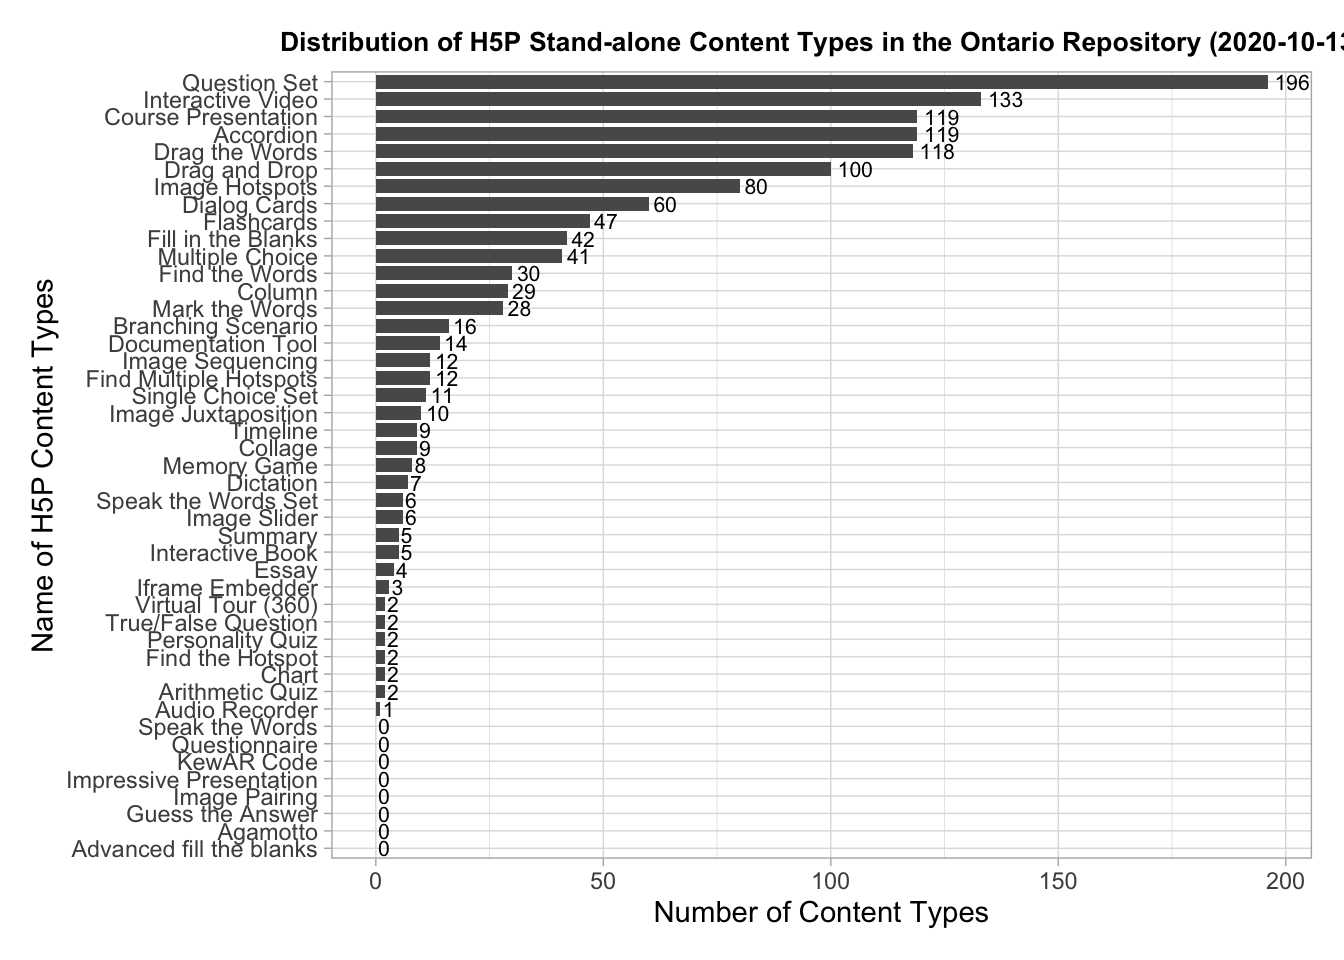 Distribution of H5P Stand-alone Content Types in the Ontario Repository (2020-10-13
Question Set 196
Interactive Video 133
Course Presentation 119
Accordion 119
Drag the Words 118
Drag and Drop 100
Image Hotspots 80
Dialog Cards 60
Flashcards 47
Fill in the Blanks 42
Multiple Choice 41
Find the Words 30
Column 29
Mark the Words 28
Branching Scenario 16
Documentation Tool 14
Image Sequencing 12
Find Multiple Hotspots 12
Single Choice Set 11
Image Juxtaposition 10
Timeline 9
Collage 9
Memory Game 8
Dictation 7
Speak the Words Set 6
Image Slider 6
Summary 5
Interactive Book 5
Essay 4
Iframe Embedder 3
Virtual Tour (360) 2
True/False Question 2
Personality Quiz 2
Find the Hotspot 2
Chart 2
Arithmetic Quiz 2
Audio Recorder 1
Speak the Words 0
Questionnaire 0
KewAR Code 0
Impressive Presentation 0
Image Pairing 0
Guess the Answer 0
Agamotto 0
Advanced fill the blanks 0
0 50 100 150 200
Number of Content Types
Name of H5P Content Types